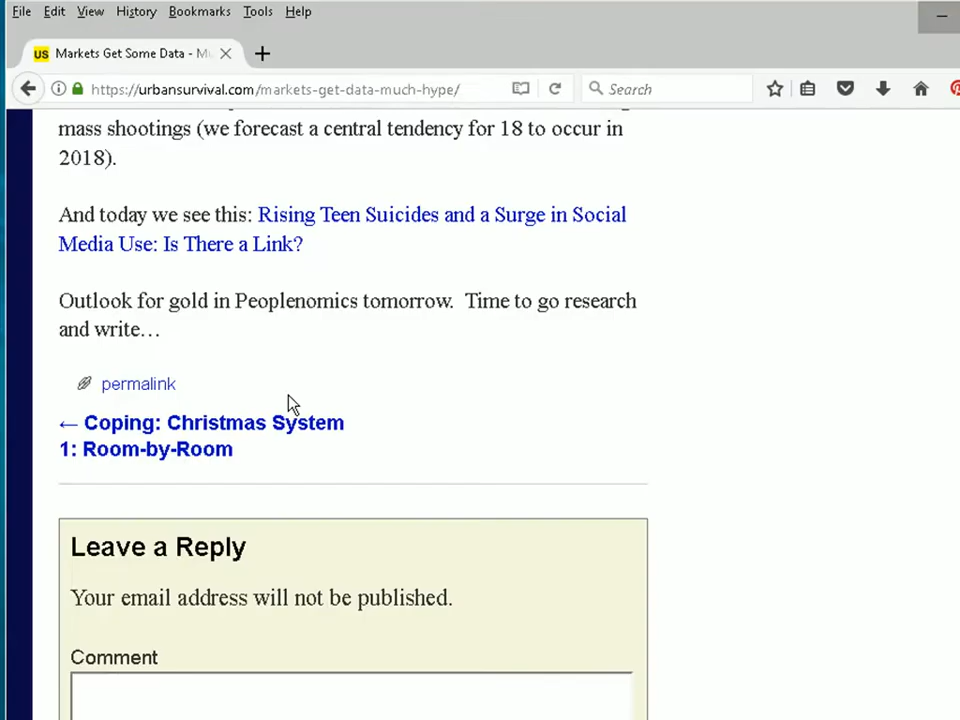 File Edit View History Bookmarks Tools Help
US Markets Get Some Data - M
https://urbansurvival.com/markets-get-data-much-hype/ Search
mass shootings (we forecast a central tendency for 18 to occur in
2018).
And today we see this: Rising Teen Suicides and a Surge in Social
Media Use: Is There a Link?
Outlook for gold in Peoplenomics tomorrow. Time to go research
and write…
permalink
← Coping: Christmas System
1: Room-by-Room
Leave a Reply
Your email address will not be published.
Comment